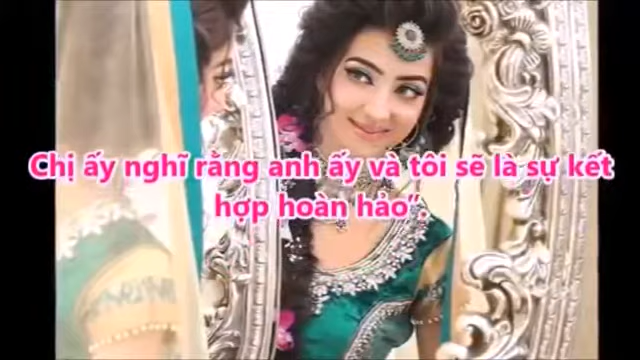 Chị ấy nghĩ rằng anh ấy và tôi sẽ là sự kết
hợp hoàn hảo”.